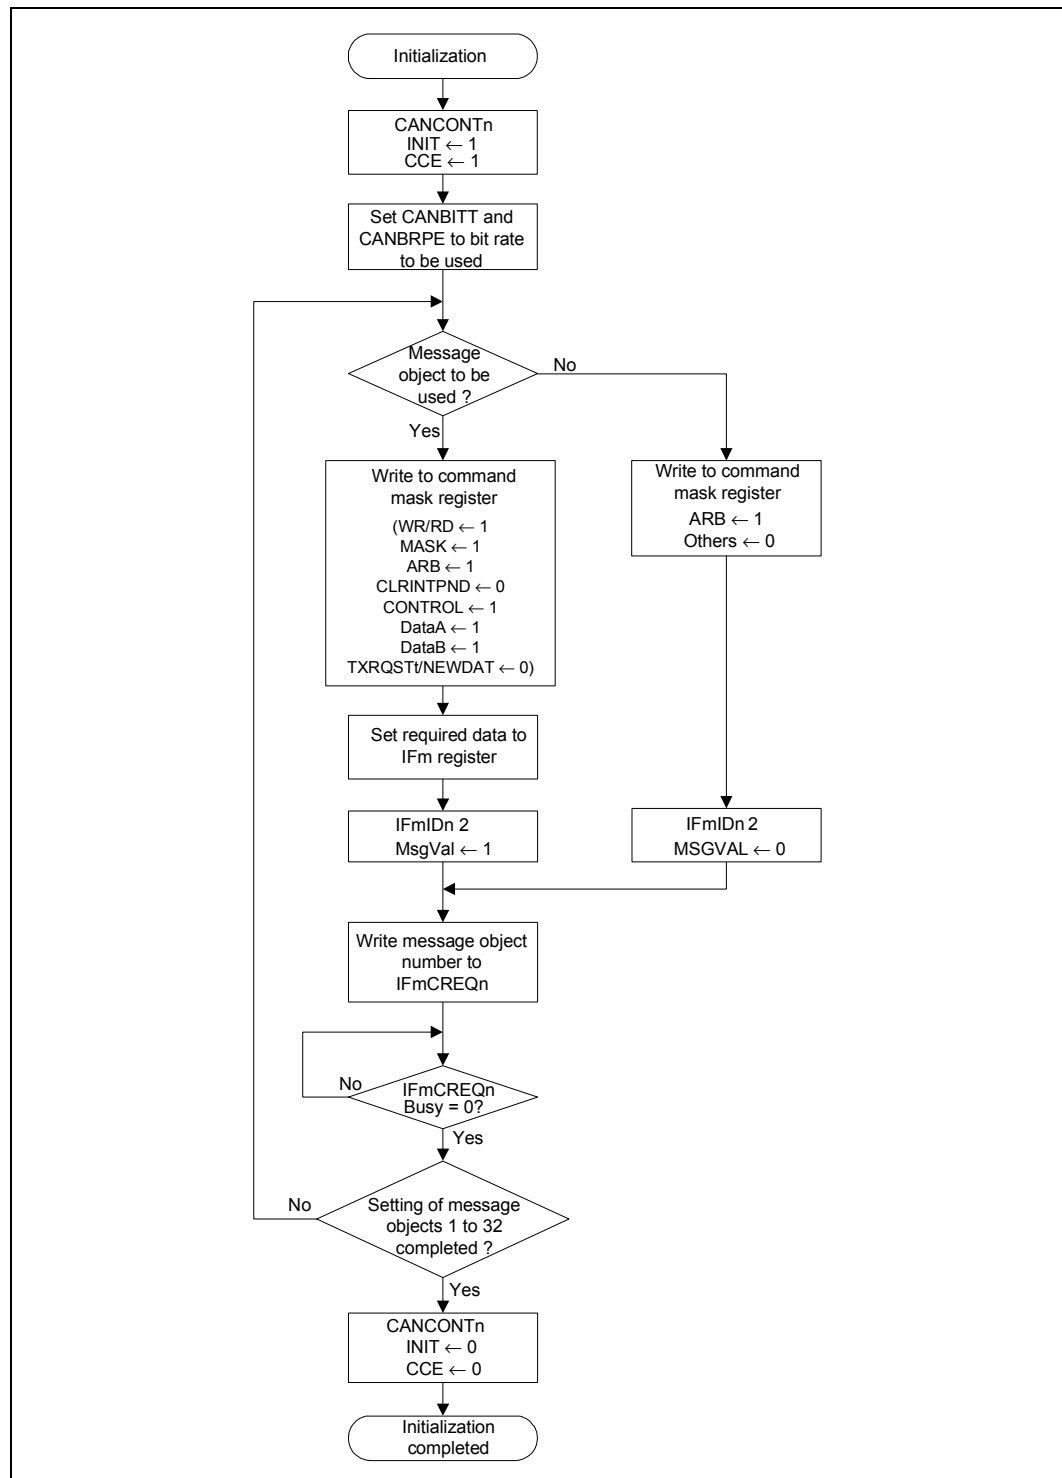 Initialization
CANCONTn
INIT ← 1
CCE ← 1
Set CANBITT and
CANBRPE to bit rate
to be used
Message
object to be
used ?
No
Yes
Write to command
mask register
(WR/RD ← 1
MASK ← 1
ARB ← 1
CLRINTPND ← 0
CONTROL ← 1
DataA ← 1
DataB ← 1
TXRQSTt/NEWDAT ← 0)
Write to command
mask register
ARB ← 1
Others ← 0
Set required data to
IFm register
IFmIDn 2
MsgVal ← 1
IFmIDn 2
MSGVAL ← 0
Write message object
number to
IFmCREQn
No
IFmCREQn
Busy = 0?
Yes
No
Setting of message
objects 1 to 32
completed ?
Yes
CANCONTn
INIT ← 0
CCE ← 0
Initialization
completed